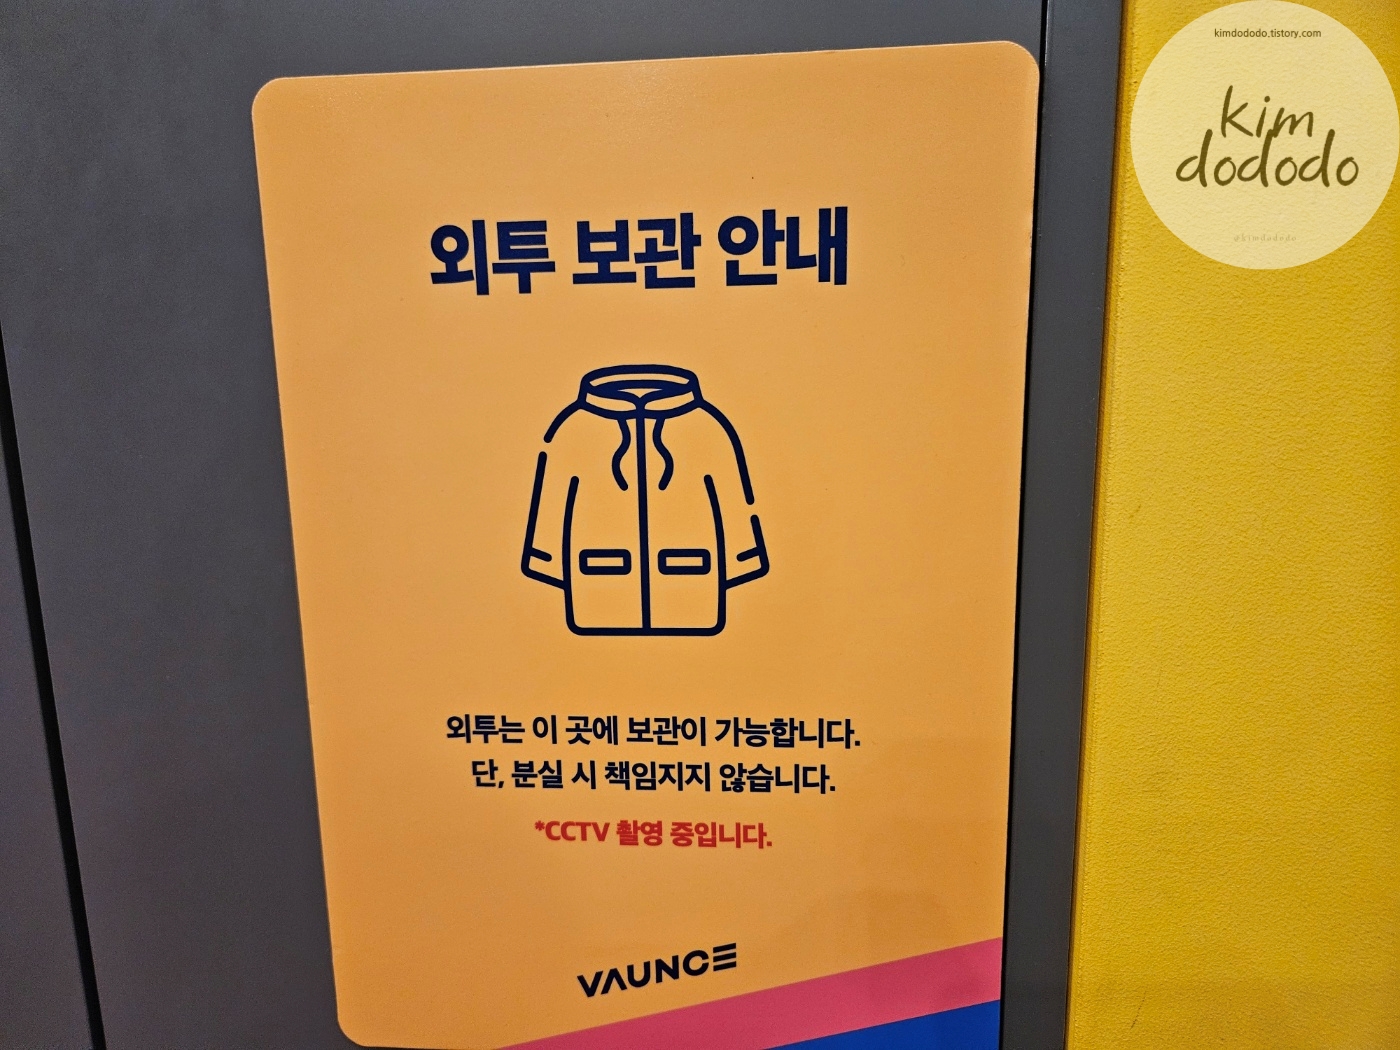 kimdododo.tistory.com
kim
dododo
@kimdododo
외투 보관 안내
외투는 이 곳에 보관이 가능합니다.
단, 분실 시 책임지지 않습니다.
*CCTV 촬영 중입니다.
VAUNCE